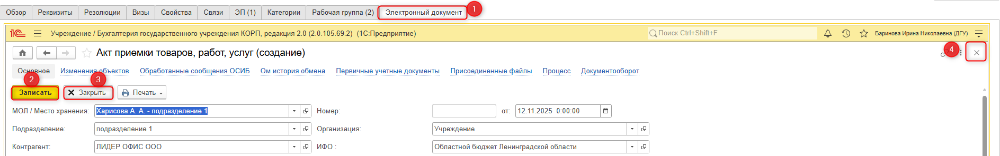 Обзор Реквизиты Резолюции Визы Свойства Связи ЭП (1) Категории Рабочая группа (2) Электронный документ 1
1С Учреждение / Бухгалтерия государственного учреждения КОРП, редакция 2.0 (2.0.105.69.2) (1С:Предприятие) Поиск Ctrl+Shift+F Баринова Ирина Николаевна (ДГУ)
Акт приемки товаров, работ, услуг (создание) 4
Основное Изменения объектов Обработанные сообщения ОСИБ Ом история обмена Первичные учетные документы Присоединенные файлы Процесс Документооборот
2 3
Записать Закрыть Печать
МОЛ / Место хранения: Харисова А. А. - подразделение 1 Номер: от: 12.11.2025 0:00:00
Подразделение: подразделение 1 Организация: Учреждение
Контрагент: ЛИДЕР ОФИС ООО ИФО : Областной бюджет Ленинградской области